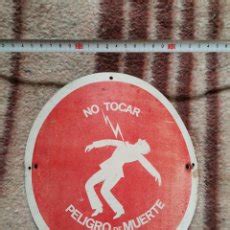 NO TOCAR
PELIGRO DE MUERTE